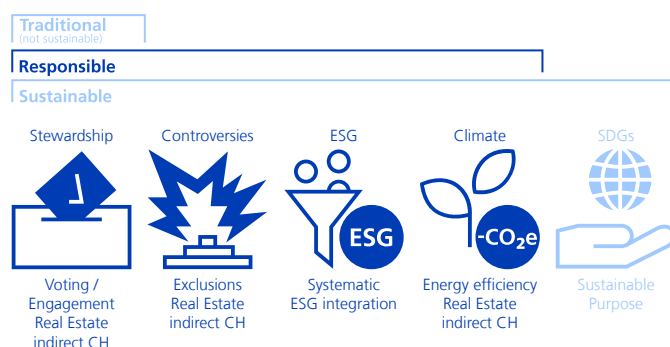 Traditional
(not sustainable)
Responsible
Sustainable
Stewardship
Controversies
ESG
Climate
SDGs
ESG
-CO₂e
Voting /
Engagement
Real Estate
indirect CH
Exclusions
Real Estate
indirect CH
Systematic
ESG integration
Energy efficiency
Real Estate
indirect CH
Sustainable
Purpose